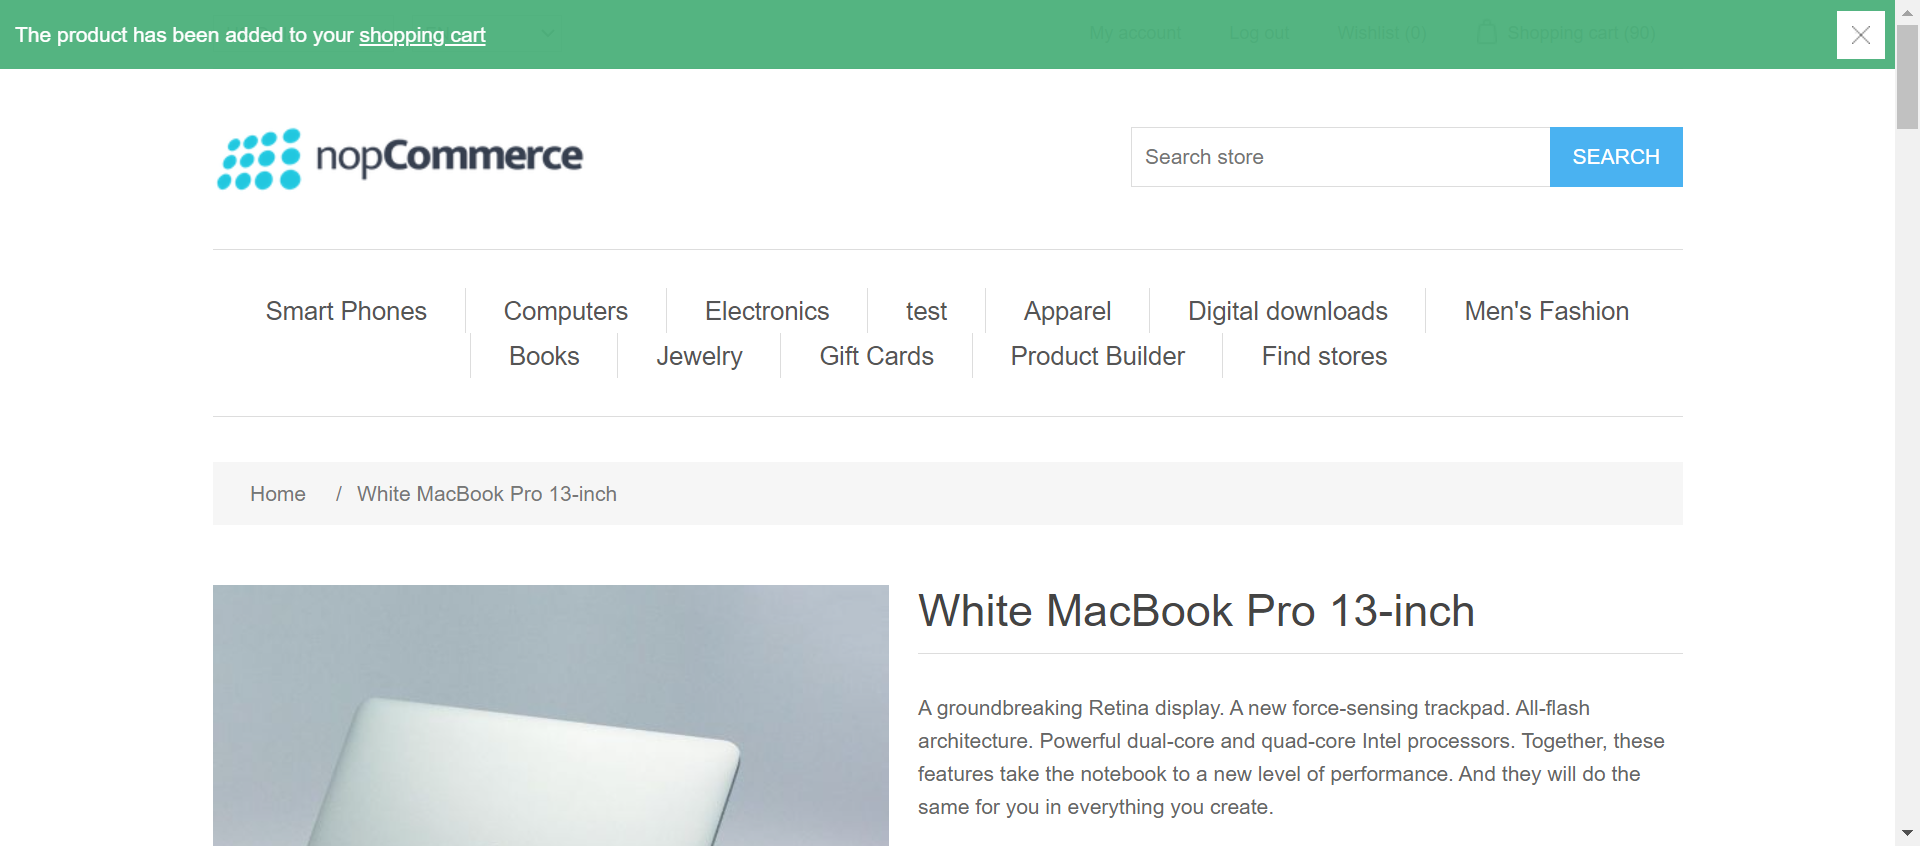 The product has been added to your shopping cart
My account Log out Wishlist (0) Shopping cart (90)
nopCommerce
Search store SEARCH
Smart Phones Computers Electronics test Apparel Digital downloads Men's Fashion
Books Jewelry Gift Cards Product Builder Find stores
Home / White MacBook Pro 13-inch
White MacBook Pro 13-inch
A groundbreaking Retina display. A new force-sensing trackpad. All-flash
architecture. Powerful dual-core and quad-core Intel processors. Together, these
features take the notebook to a new level of performance. And they will do the
same for you in everything you create.